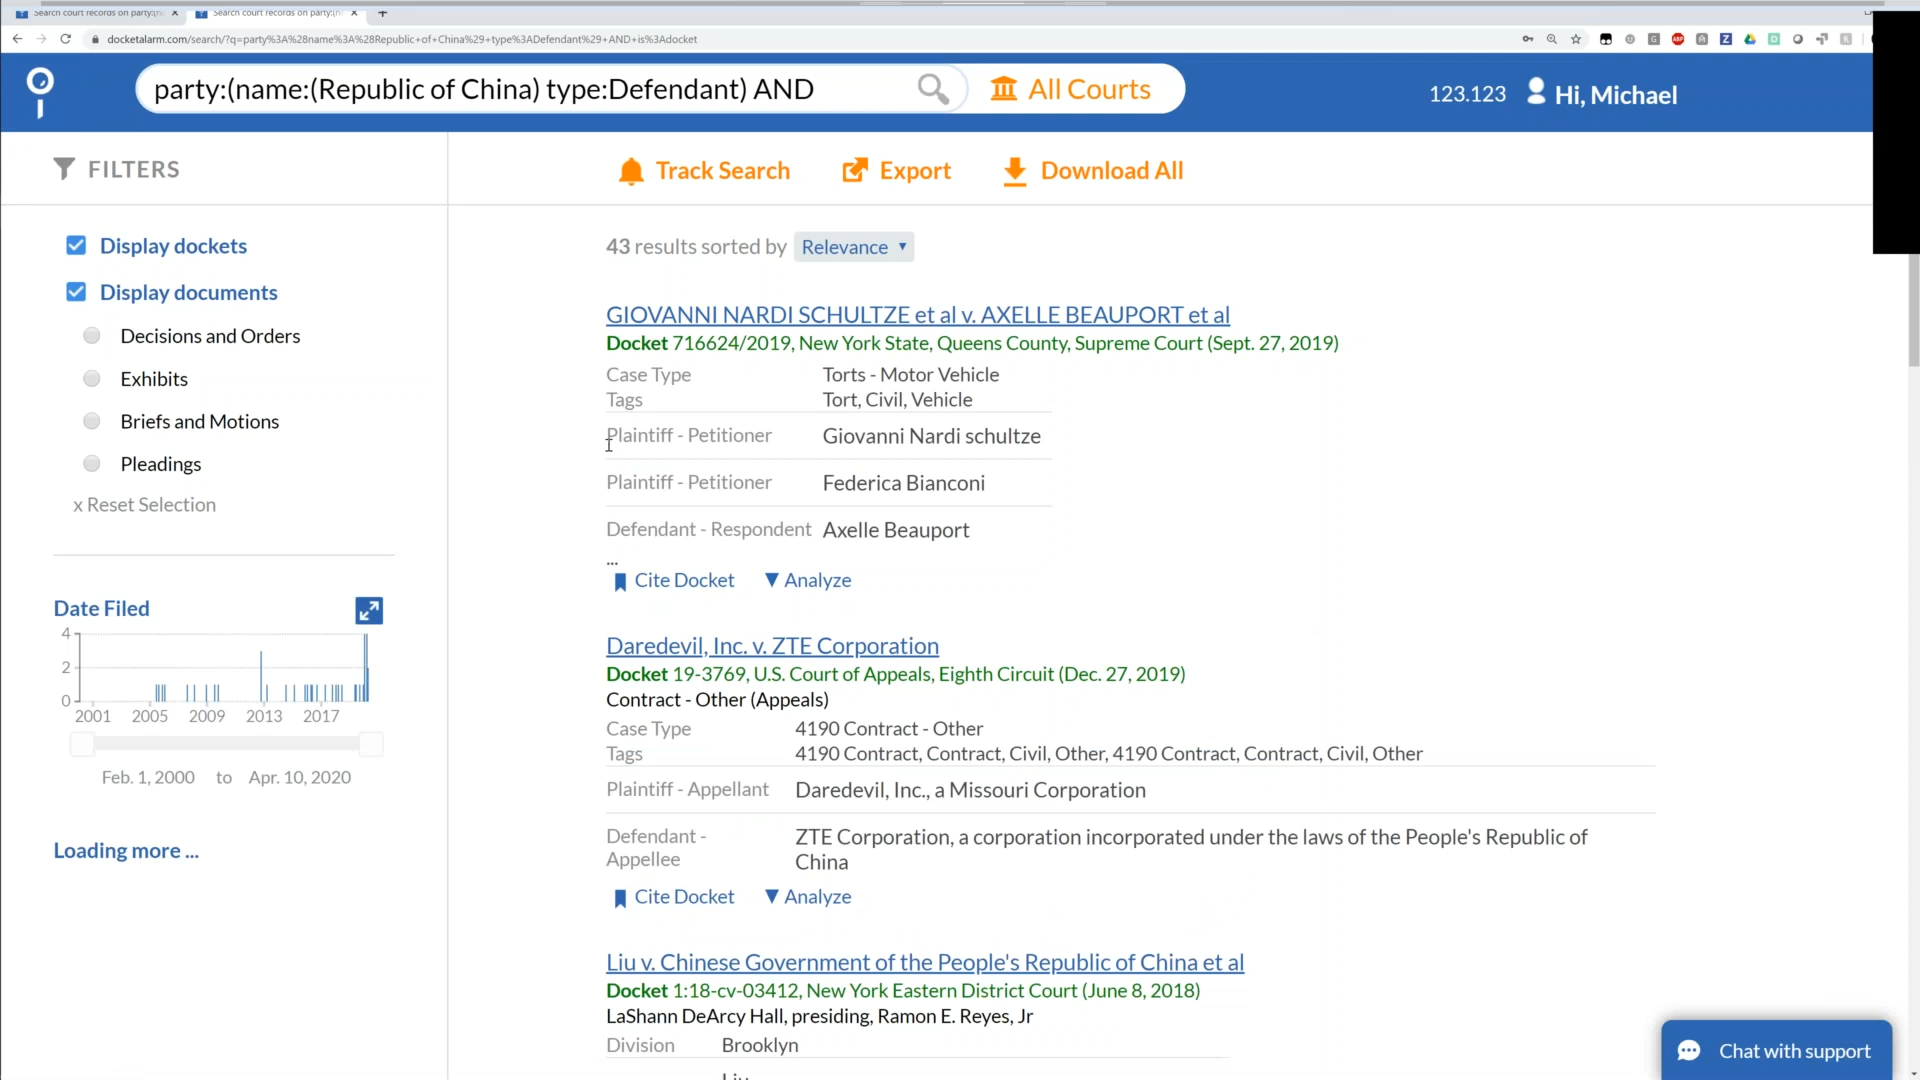 Search court records on party:(n
Search court records on party:(n
docketalarm.com/search/?q=party%3A%28name%3A%28Republic+of+China%29+type%3ADefendant%29+AND+is%3Adocket
party:(name:(Republic of China) type:Defendant) AND
All Courts
123.123
Hi, Michael
FILTERS
Track Search
Export
Download All
Display dockets
Display documents
Decisions and Orders
Exhibits
Briefs and Motions
Pleadings
x Reset Selection
Date Filed
4
2
0
2001 2005 2009 2013 2017
Feb. 1, 2000 to Apr. 10, 2020
Loading more ...
43 results sorted by Relevance
GIOVANNI NARDI SCHULTZE et al v. AXELLE BEAUPORT et al
Docket 716624/2019, New York State, Queens County, Supreme Court (Sept. 27, 2019)
Case Type Torts - Motor Vehicle
Tags Tort, Civil, Vehicle
Plaintiff - Petitioner Giovanni Nardi schultze
Plaintiff - Petitioner Federica Bianconi
Defendant - Respondent Axelle Beauport
...
Cite Docket Analyze
Daredevil, Inc. v. ZTE Corporation
Docket 19-3769, U.S. Court of Appeals, Eighth Circuit (Dec. 27, 2019)
Contract - Other (Appeals)
Case Type 4190 Contract - Other
Tags 4190 Contract, Contract, Civil, Other, 4190 Contract, Contract, Civil, Other
Plaintiff - Appellant Daredevil, Inc., a Missouri Corporation
Defendant - Appellee ZTE Corporation, a corporation incorporated under the laws of the People's Republic of
China
Cite Docket Analyze
Liu v. Chinese Government of the People's Republic of China et al
Docket 1:18-cv-03412, New York Eastern District Court (June 8, 2018)
LaShann DeArcy Hall, presiding, Ramon E. Reyes, Jr
Division Brooklyn
Liu
Chat with support